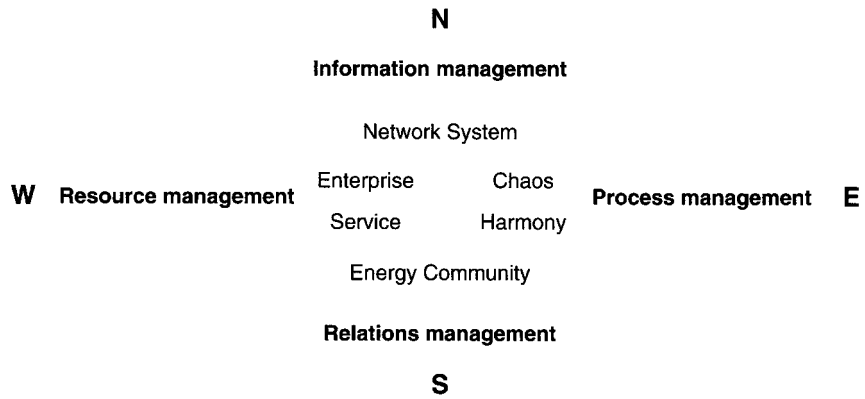 N
Information management
Network System
Enterprise Chaos
W Resource management Process management E
Service Harmony
Energy Community
Relations management
S